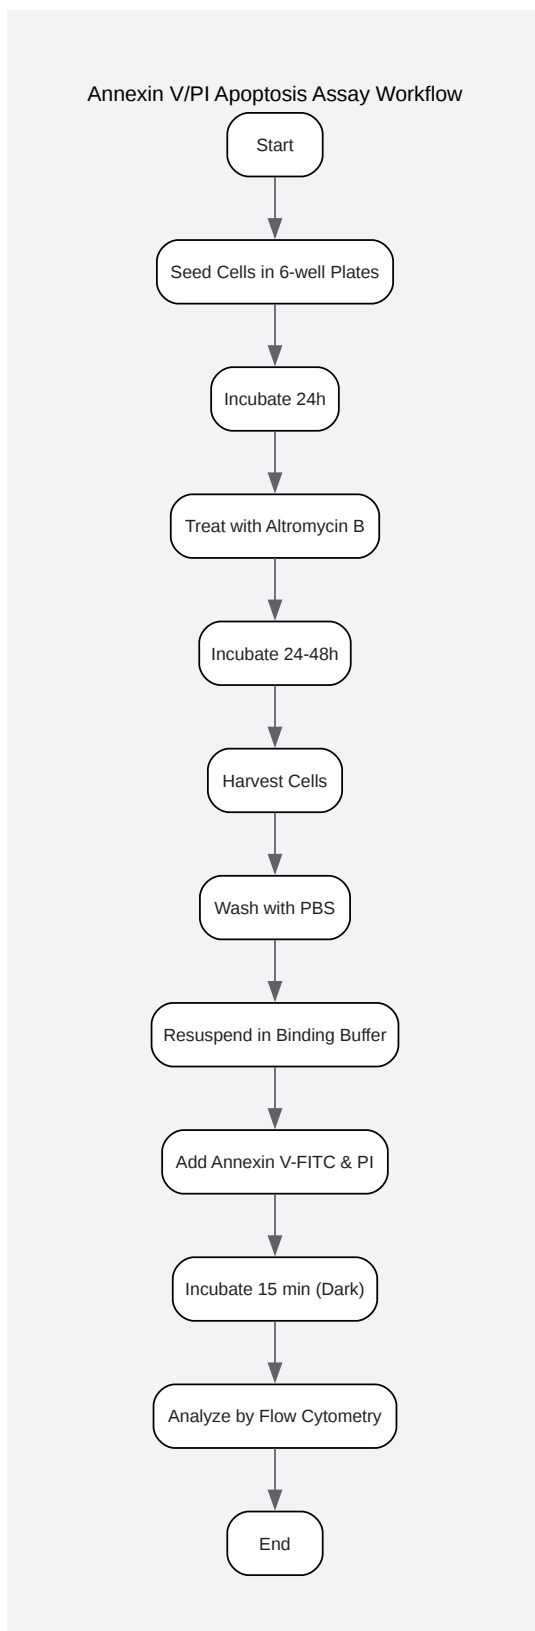 Annexin V/PI Apoptosis Assay Workflow
Start
Seed Cells in 6-well Plates
Incubate 24h
Treat with Altromycin B
Incubate 24-48h
Harvest Cells
Wash with PBS
Resuspend in Binding Buffer
Add Annexin V-FITC & PI
Incubate 15 min (Dark)
Analyze by Flow Cytometry
End